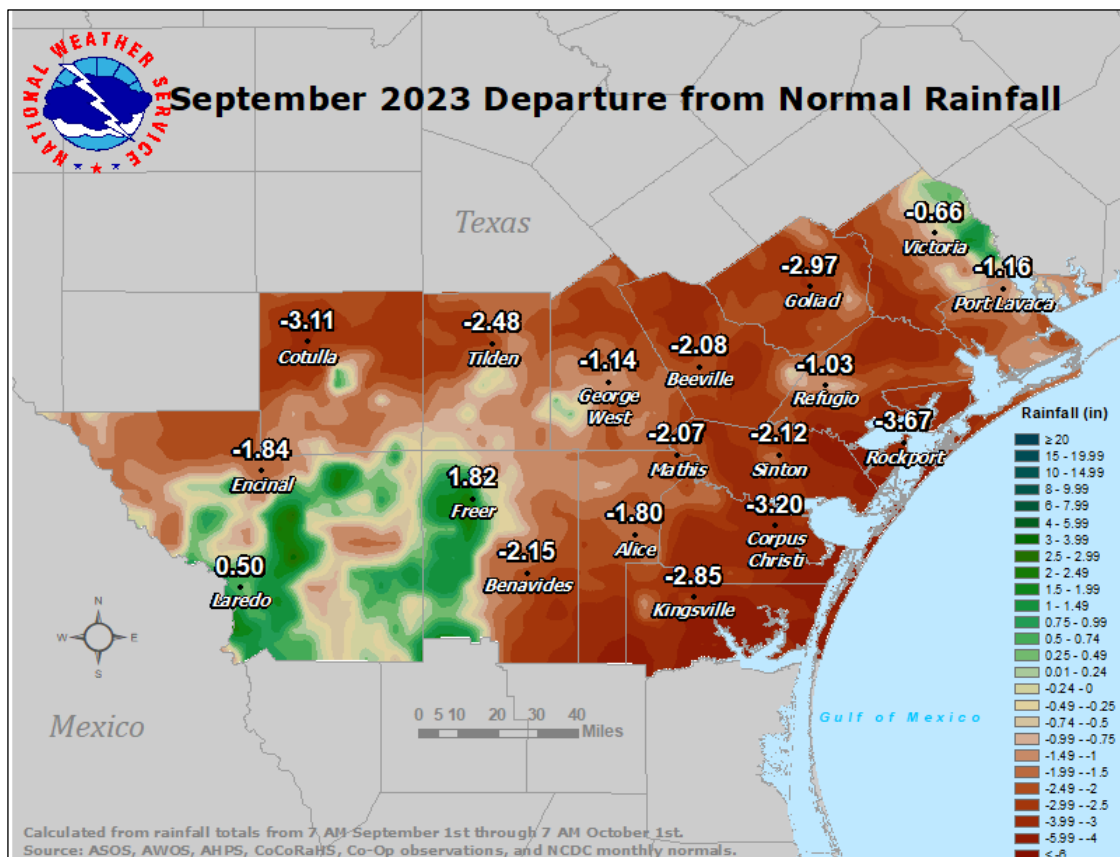 NATIONAL WEATHER SERVICE
September 2023 Departure from Normal Rainfall
Texas
-0.66
Victoria
-2.97
Goliad
-1.16
Port Lavaca
-3.11
Cotulla
-2.48
Tilden
-1.14
George
West
-2.08
Beeville
-1.03
Refugio
-3.67
Rockport
-1.84
Encinal
1.82
Freer
-2.07
Mathis
-2.12
Sinton
-1.80
Alice
-3.20
Corpus
Christi
0.50
Laredo
-2.15
Benavides
-2.85
Kingsville
N
W E
S
Mexico
0 5 10 20 30 40
Miles
Gulf of Mexico
Rainfall (in)
≥ 20
15 - 19.99
10 - 14.99
8 - 9.99
6 - 7.99
4 - 5.99
3 - 3.99
2.5 - 2.99
2 - 2.49
1.5 - 1.99
1 - 1.49
0.75 - 0.99
0.5 - 0.74
0.25 - 0.49
0.01 - 0.24
-0.24 - 0
-0.49 - -0.25
-0.74 - -0.5
-0.99 - -0.75
-1.49 - -1
-1.99 - -1.5
-2.49 - -2
-2.99 - -2.5
-3.99 - -3
-5.99 - -4
≤ -6
Calculated from rainfall totals from 7 AM September 1st through 7 AM October 1st.
Source: ASOS, AWOS, AHPS, CoCoRaHS, Co-Op observations, and NCDC monthly normals.